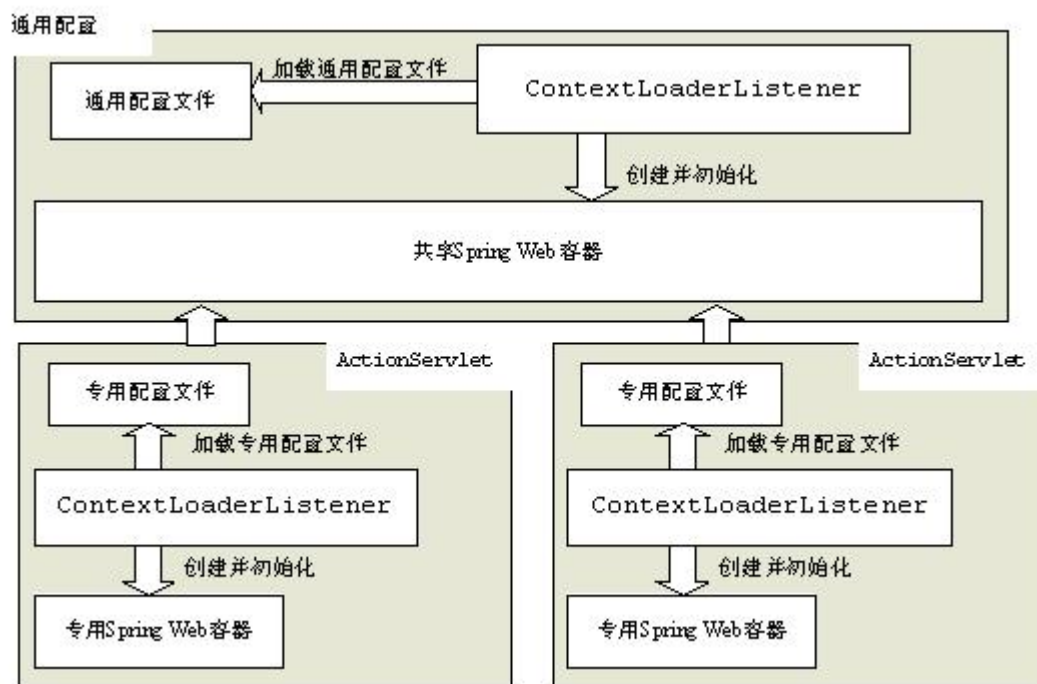 通用配置
加载通用配置文件
通用配置文件
ContextLoaderListener
创建并初始化
共享Spring Web 容器
ActionServlet
专用配置文件
加载专用配置文件
ContextLoaderListener
创建并初始化
专用Spring Web容器
ActionServlet
专用配置文件
加载专用配置文件
ContextLoaderListener
创建并初始化
专用Spring Web容器